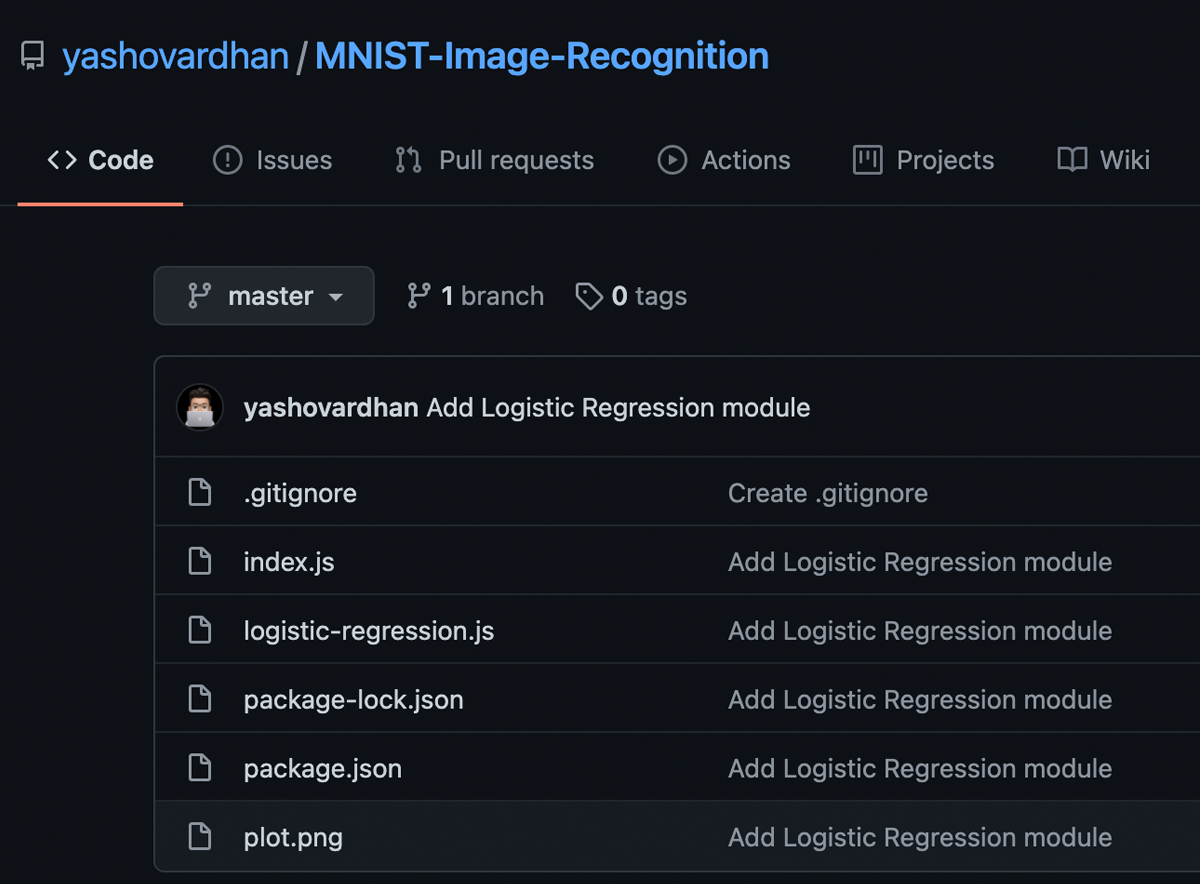 yashovardhan / MNIST-Image-Recognition
Code Issues Pull requests Actions Projects Wiki
master 1 branch 0 tags
yashovardhan Add Logistic Regression module
.gitignore Create .gitignore
index.js Add Logistic Regression module
logistic-regression.js Add Logistic Regression module
package-lock.json Add Logistic Regression module
package.json Add Logistic Regression module
plot.png Add Logistic Regression module